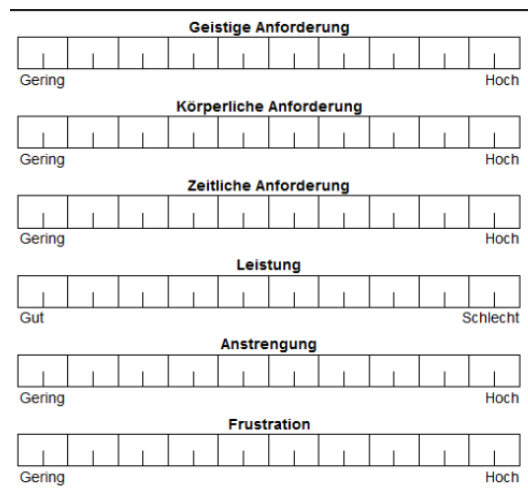 Geistige Anforderung
Gering Hoch
Körperliche Anforderung
Gering Hoch
Zeitliche Anforderung
Gering Hoch
Leistung
Gut Schlecht
Anstrengung
Gering Hoch
Frustration
Gering Hoch